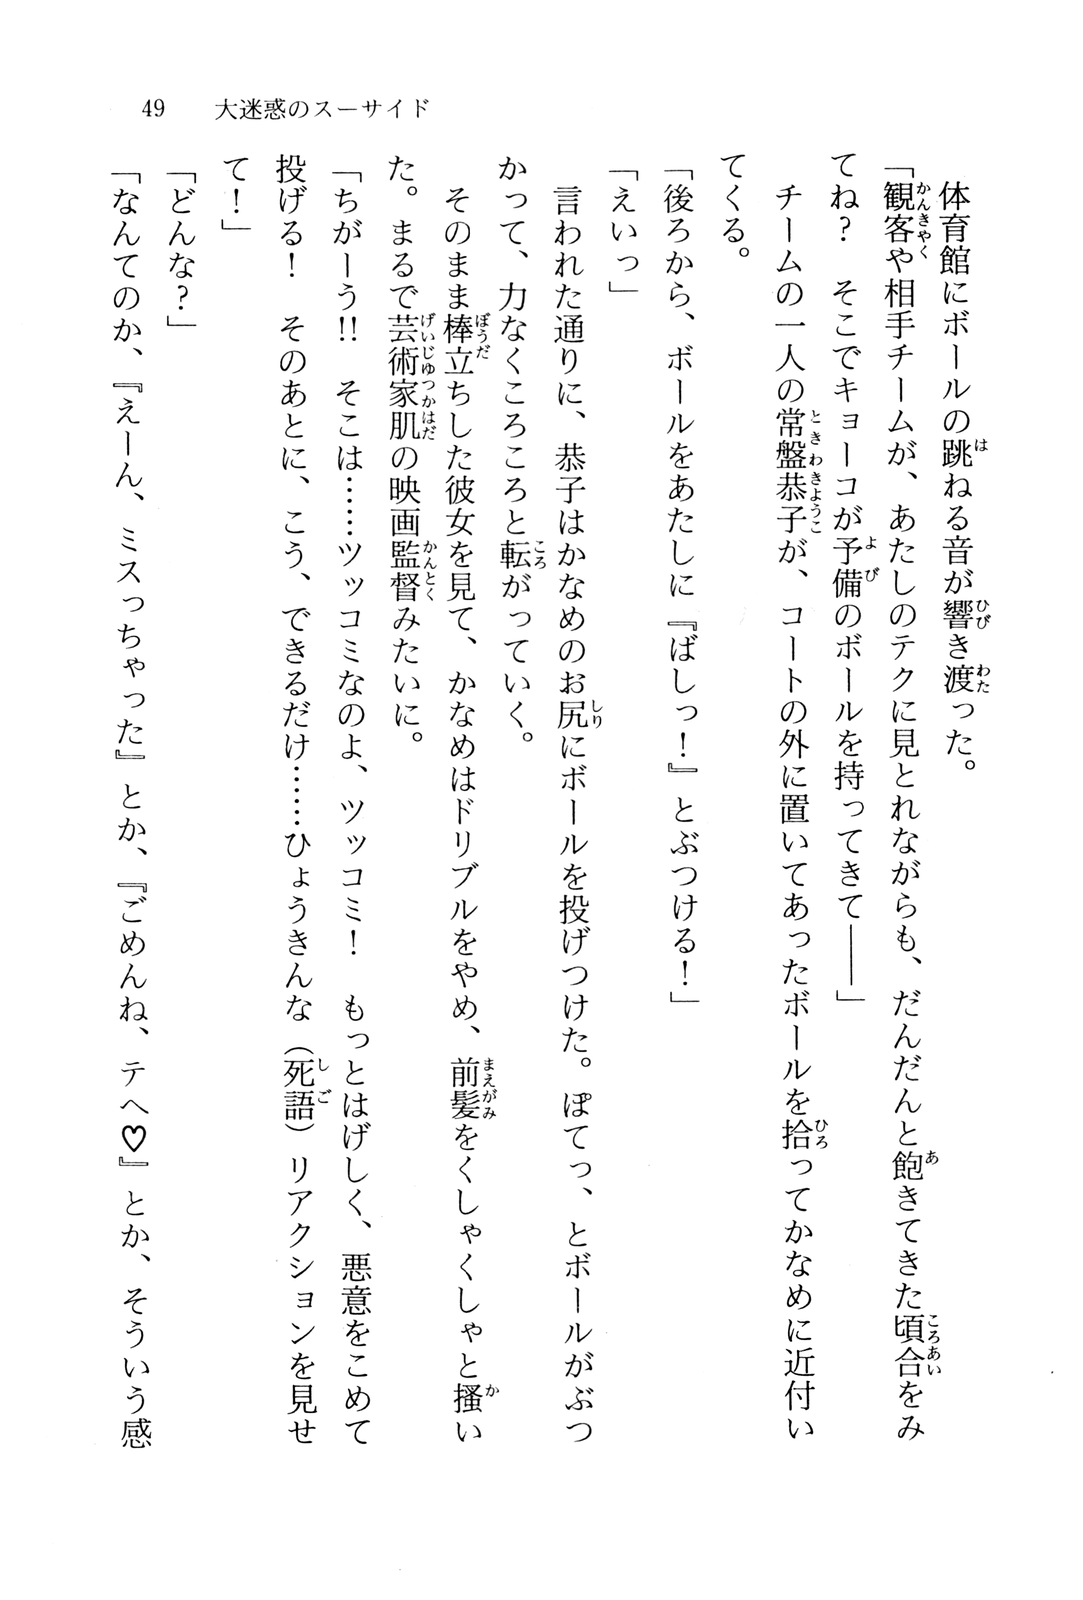 49　大迷惑のスーサイド
　体育館にボールの跳ねる音が響き渡った。
「観客や相手チームが、あたしのテクに見とれながらも、だんだんと飽きてきた頃合をみ
てね?　そこでキョーコが予備のボールを持ってきて――」
　チームの一人の常盤恭子が、コートの外に置いてあったボールを拾ってかなめに近付い
てくる。
「後ろから、ボールをあたしに『ばしっ!』とぶつける!」
「えいっ」
　言われた通りに、恭子はかなめのお尻にボールを投げつけた。ぽてっ、とボールがぶつ
かって、力なくころころと転がっていく。
　そのまま棒立ちした彼女を見て、かなめはドリブルをやめ、前髪をくしゃくしゃと掻い
た。まるで芸術家肌の映画監督みたいに。
「ちがーう!!　そこは……ツッコミなのよ、ツッコミ!　もっとはげしく、悪意をこめて
投げる!　そのあとに、こう、できるだけ……ひょうきんな（死語）リアクションを見せ
て!」
「どんな?」
「なんてのか、『えーん、ミスっちゃった』とか、『ごめんね、テヘ♡』とか、そういう感